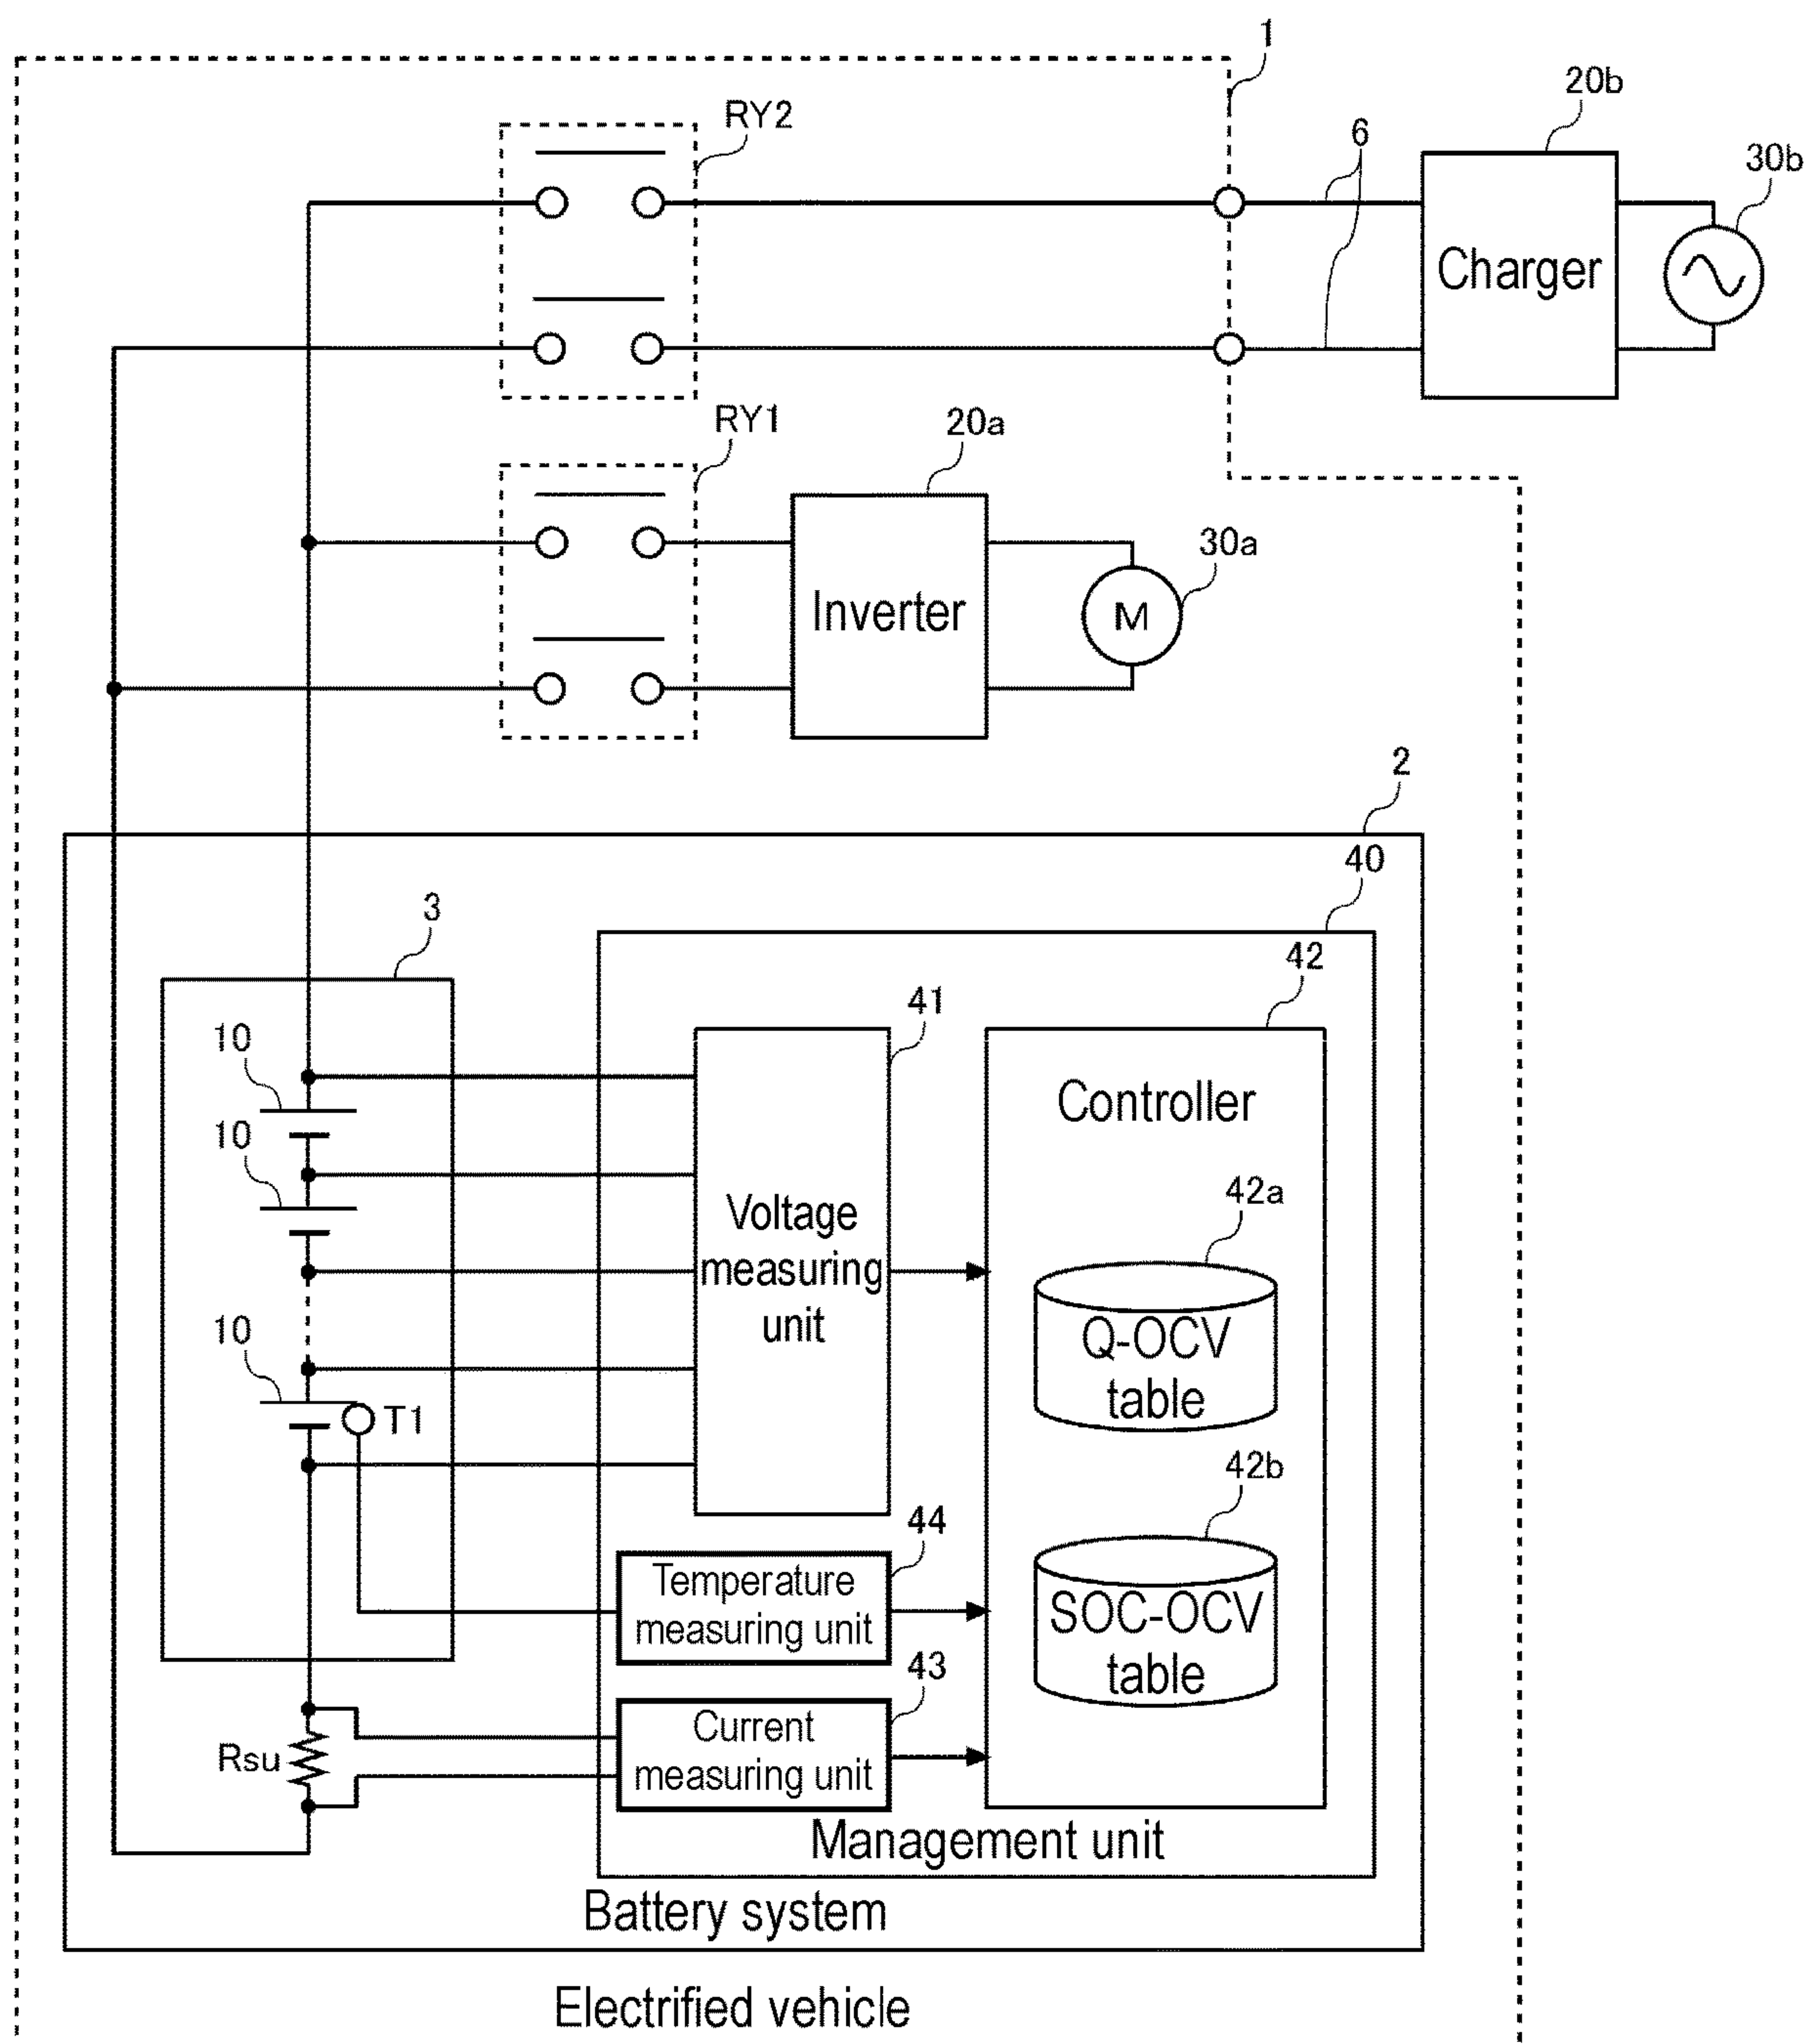 1
20b
RY2
6
30b
Charger
RY1
20a
30a
Inverter
M
2
40
3
42
41
10
Controller
10
42a
Voltage
measuring
unit
10
Q-OCV
table
T1
42b
44
Temperature
measuring unit
SOC-OCV
table
43
Current
measuring unit
Rsu
Management unit
Battery system
Electrified vehicle